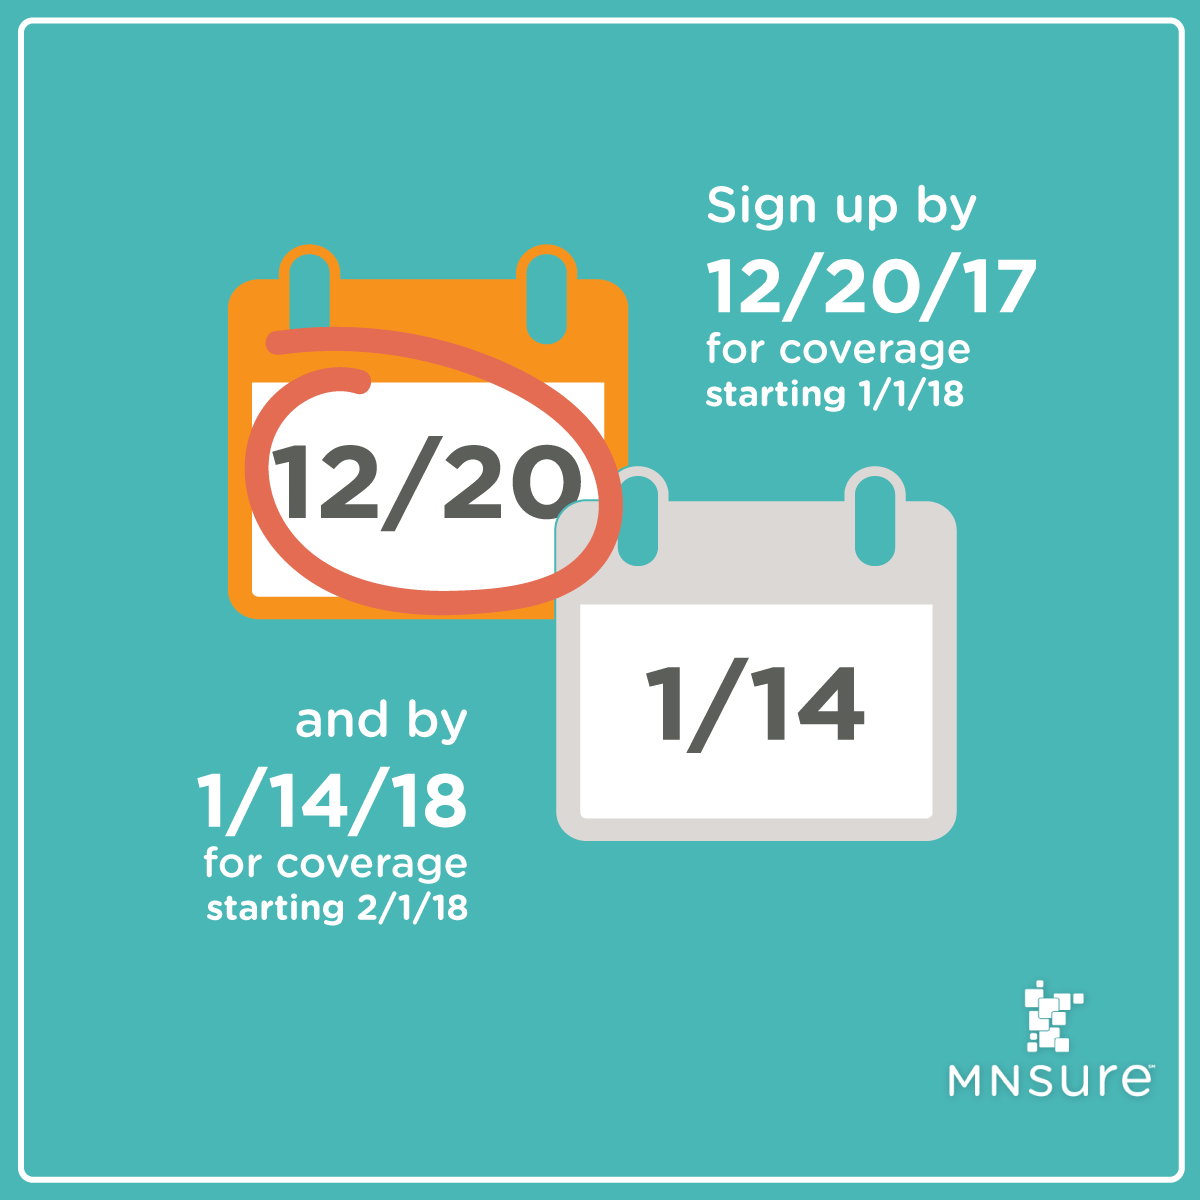 Sign up by
12/20/17
for coverage
starting 1/1/18
12/20
1/14
and by
1/14/18
for coverage
starting 2/1/18
MNSURE℠